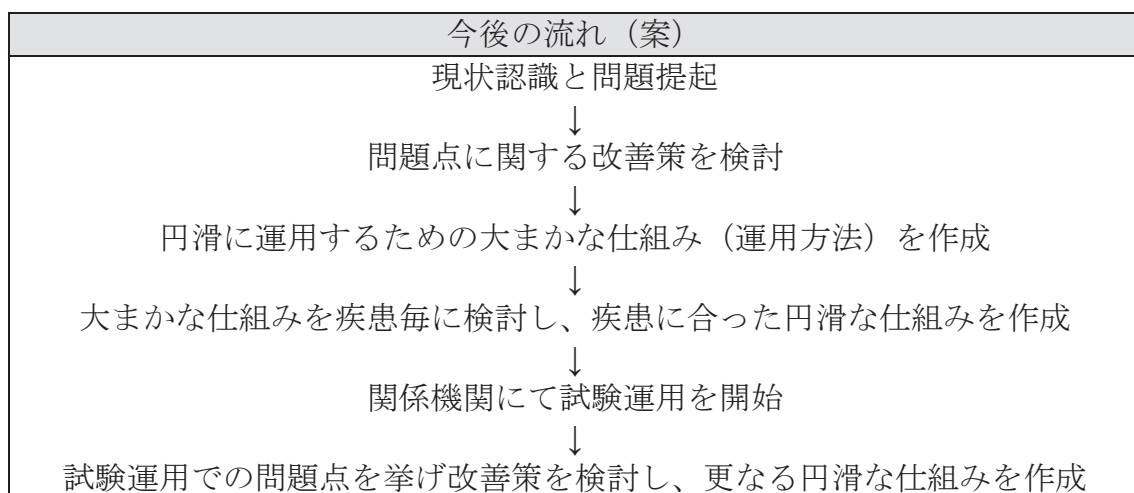 今後の流れ（案）
現状認識と問題提起
↓
問題点に関する改善策を検討
↓
円滑に運用するための大まかな仕組み（運用方法）を作成
↓
大まかな仕組みを疾患毎に検討し、疾患に合った円滑な仕組みを作成
↓
関係機関にて試験運用を開始
↓
試験運用での問題点を挙げ改善策を検討し、更なる円滑な仕組みを作成